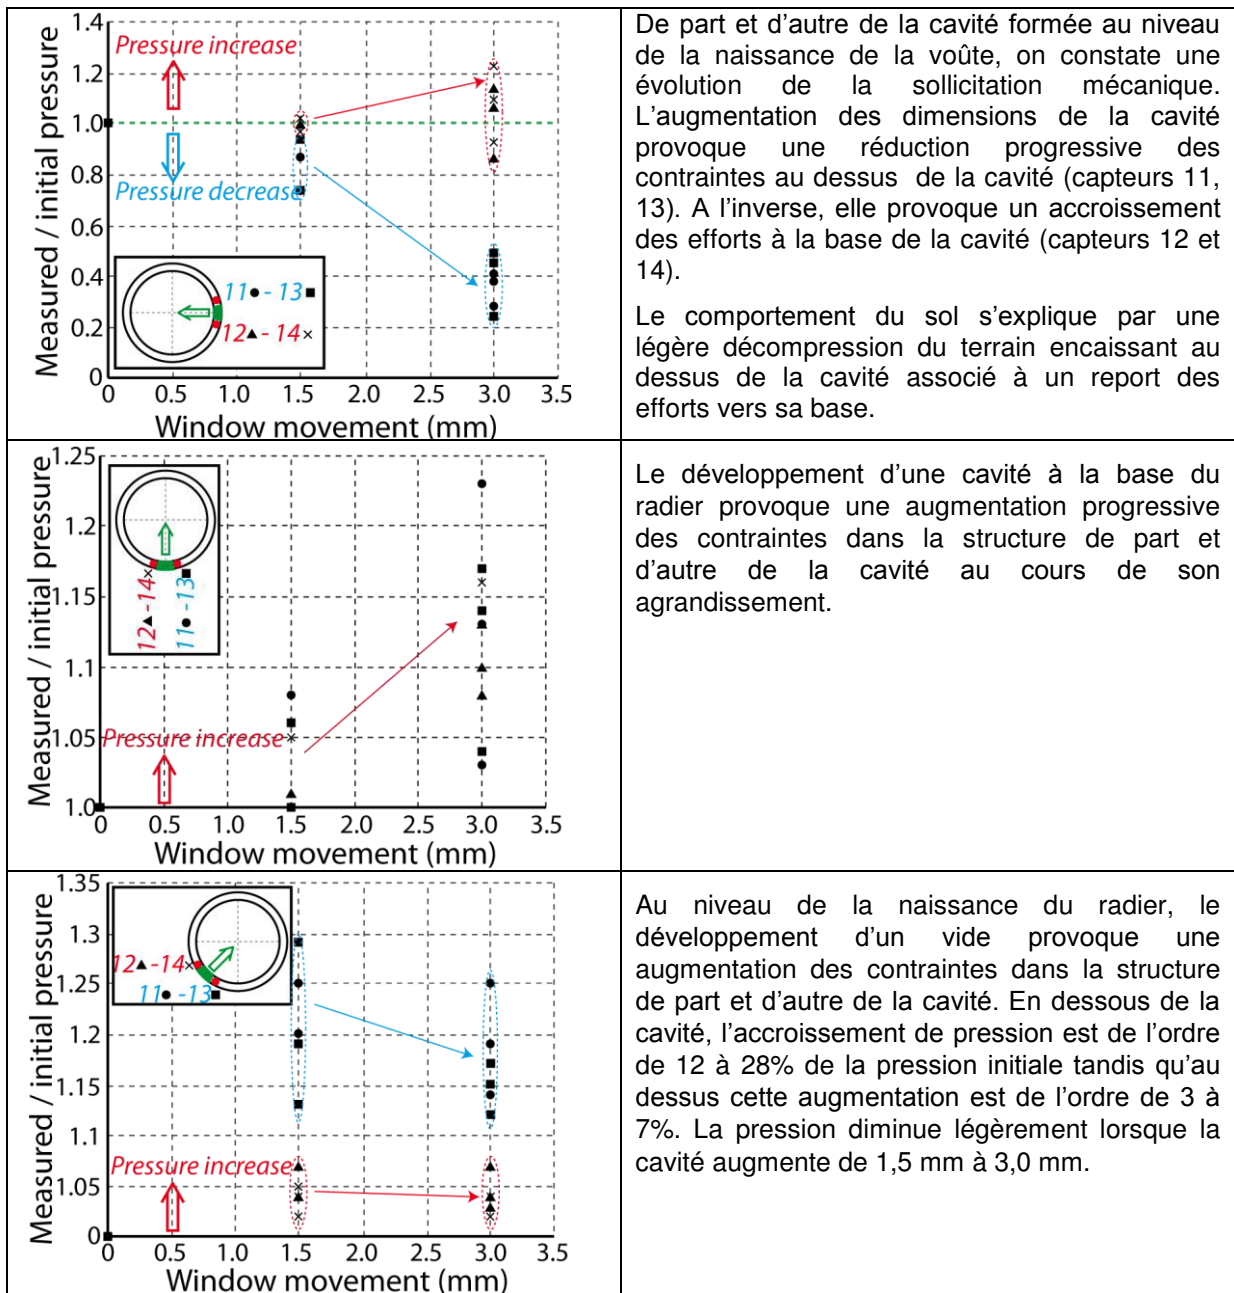 1.4
Pressure increase
1.2
1.0
0.8
Pressure decrease
0.6
0.4
11●-13■
0.2
12▲-14×
0
0 0.5 1.0 1.5 2.0 2.5 3.0 3.5
Window movement (mm)
Measured / initial pressure
De part et d’autre de la cavité formée au niveau
de la naissance de la voûte, on constate une
évolution de la sollicitation mécanique.
L’augmentation des dimensions de la cavité
provoque une réduction progressive des
contraintes au dessus de la cavité (capteurs 11,
13). A l’inverse, elle provoque un accroissement
des efforts à la base de la cavité (capteurs 12 et
14).
Le comportement du sol s’explique par une
légère décompression du terrain encaissant au
dessus de la cavité associé à un report des
efforts vers sa base.
1.25
1.2
12▲-14×
11●-13■
1.15
1.1
1.05
Pressure increase
1.0
0 0.5 1.0 1.5 2.0 2.5 3.0 3.5
Window movement (mm)
Measured / initial pressure
Le développement d’une cavité à la base du
radier provoque une augmentation progressive
des contraintes dans la structure de part et
d’autre de la cavité au cours de son
agrandissement.
1.35
1.3
12▲-14×
11●-13■
1.25
1.2
1.15
1.1
Pressure increase
1.05
0
0 0.5 1.0 1.5 2.0 2.5 3.0 3.5
Window movement (mm)
Measured / initial pressure
Au niveau de la naissance du radier, le
développement d’un vide provoque une
augmentation des contraintes dans la structure
de part et d’autre de la cavité. En dessous de la
cavité, l’accroissement de pression est de l’ordre
de 12 à 28% de la pression initiale tandis qu’au
dessus cette augmentation est de l’ordre de 3 à
7%. La pression diminue légèrement lorsque la
cavité augmente de 1,5 mm à 3,0 mm.